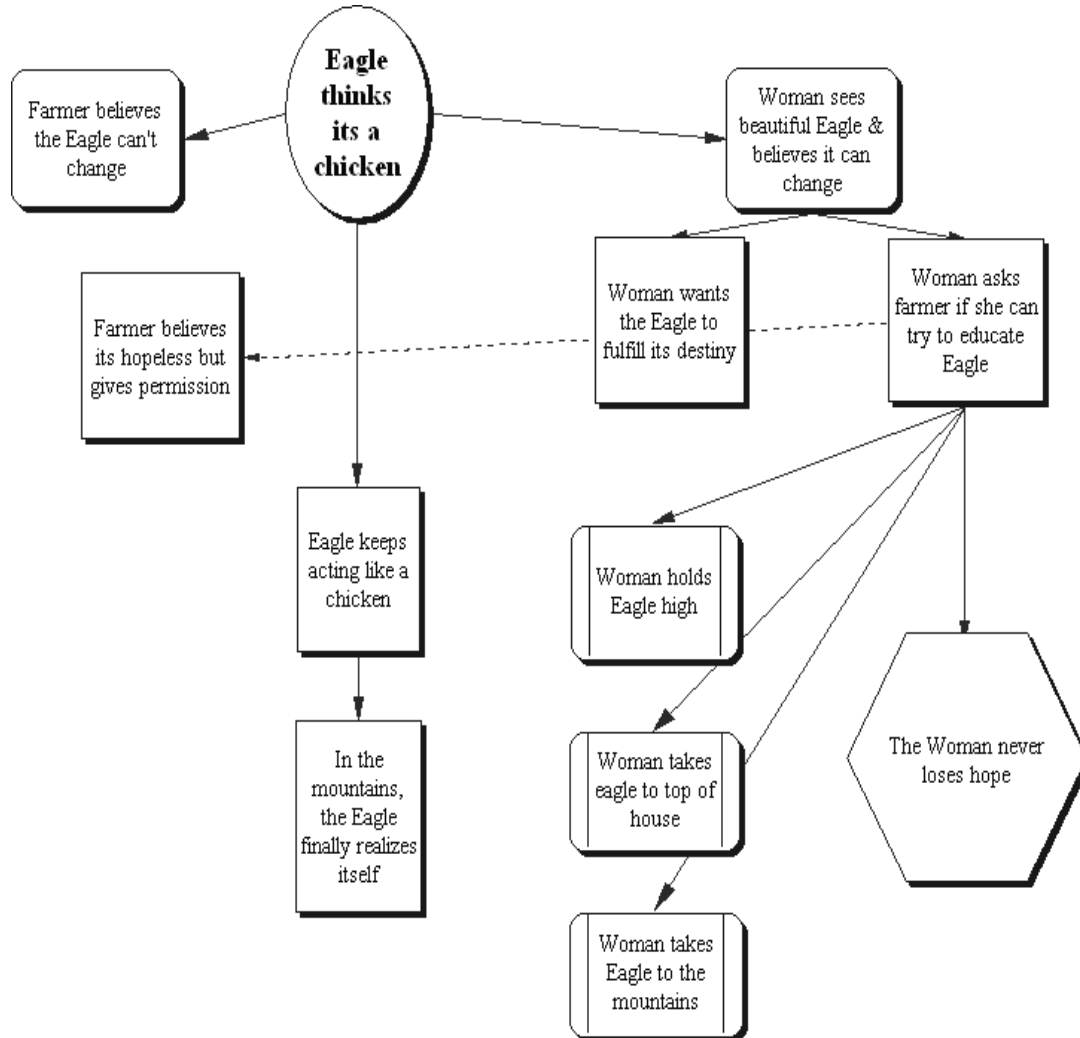 Eagle
thinks
its a
chicken
Farmer believes
the Eagle can't
change
Woman sees
beautiful Eagle &
believes it can
change
Farmer believes
its hopeless but
gives permission
Woman wants
the Eagle to
fulfill its destiny
Woman asks
farmer if she can
try to educate
Eagle
Eagle keeps
acting like a
chicken
Woman holds
Eagle high
In the
mountains,
the Eagle
finally realizes
itself
Woman takes
eagle to top of
house
The Woman never
loses hope
Woman takes
Eagle to the
mountains